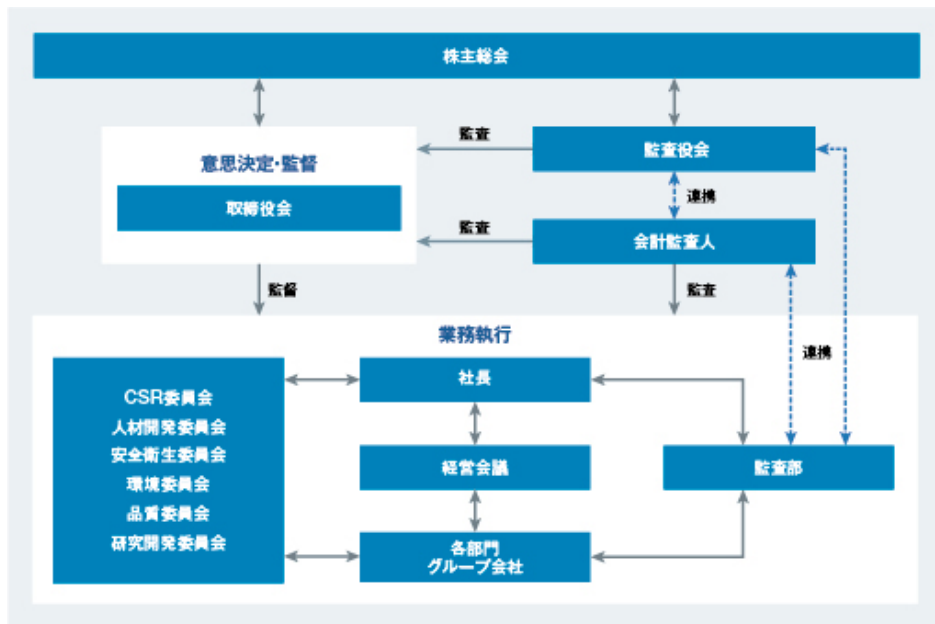 株主総会
監査
監査役会
意思決定・監督
取締役会
連携
監査
会計監査人
監督
監査
業務執行
連携
CSR委員会
人材開発委員会
安全衛生委員会
環境委員会
品質委員会
研究開発委員会
社長
経営会議
監査部
各部門
グループ会社